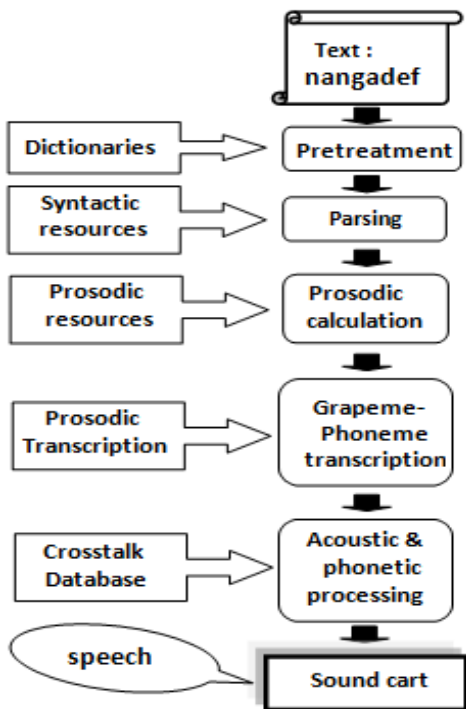 Text :
nangadef
Dictionaries
Pretreatment
Syntactic
resources
Parsing
Prosodic
resources
Prosodic
calculation
Prosodic
Transcription
Grapeme-
Phoneme
transcription
Crosstalk
Database
Acoustic &
phonetic
processing
speech
Sound cart